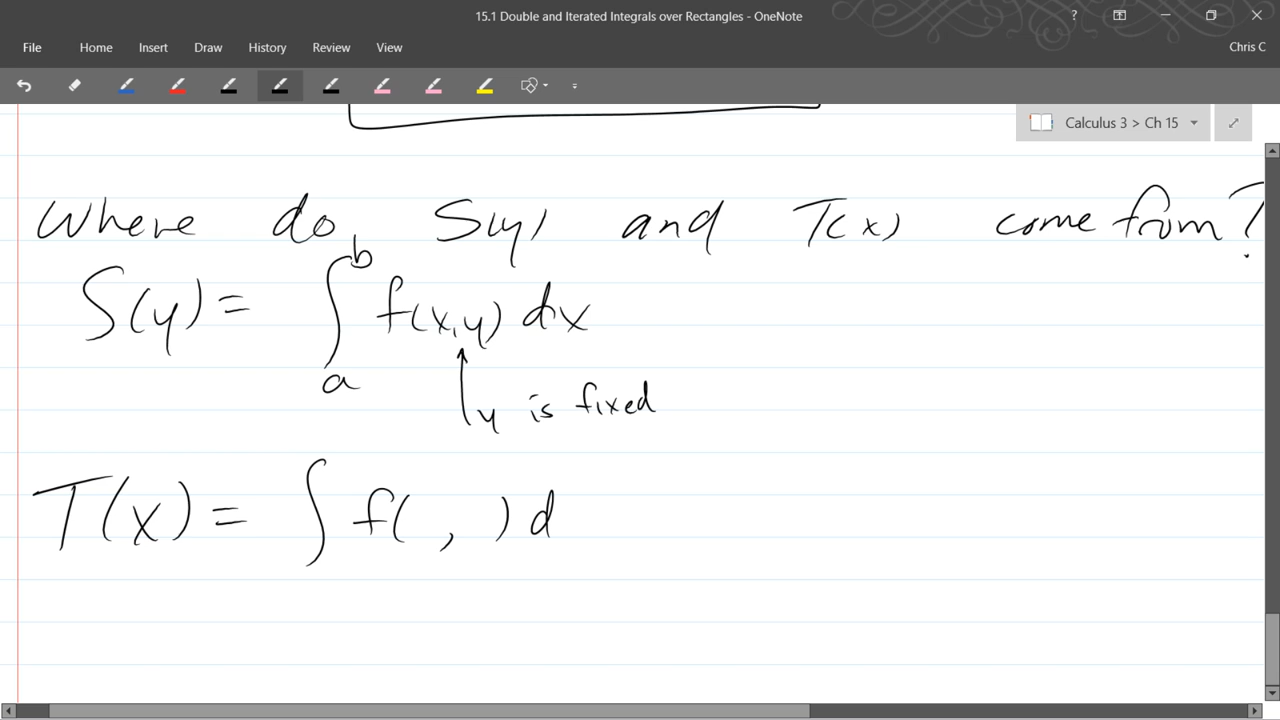 15.1 Double and Iterated Integrals over Rectangles - OneNote
?
File Home Insert Draw History Review View Chris C
Calculus 3 > Ch 15
Where do S(y) and T(x) come from?
S(y) = ∫_a^b f(x,y) dx
y is fixed
T(x) = ∫ f( , ) d